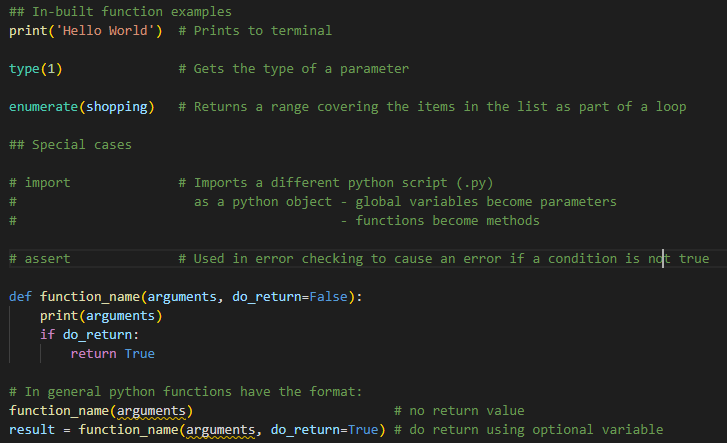 ## In-built function examples
print('Hello World')  # Prints to terminal
type(1)               # Gets the type of a parameter
enumerate(shopping)   # Returns a range covering the items in the list as part of a loop
## Special cases
# import              # Imports a different python script (.py)
#                       as a python object - global variables become parameters
#                                          - functions become methods
# assert              # Used in error checking to cause an error if a condition is not true
def function_name(arguments, do_return=False):
    print(arguments)
    if do_return:
        return True
# In general python functions have the format:
function_name(arguments)                          # no return value
result = function_name(arguments, do_return=True) # do return using optional variable